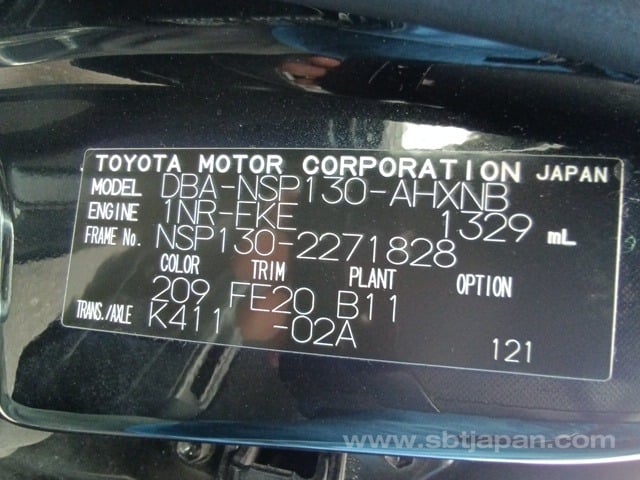 TOYOTA MOTOR CORPORATION JAPAN
MODEL DBA-NSP130-AHXNB
ENGINE 1NR-FKE 1329 mL
FRAME No. NSP130-2271828
COLOR TRIM PLANT OPTION
209 FE20 B11
TRANS./AXLE K411 -02A
121
www.sbtjapan.com